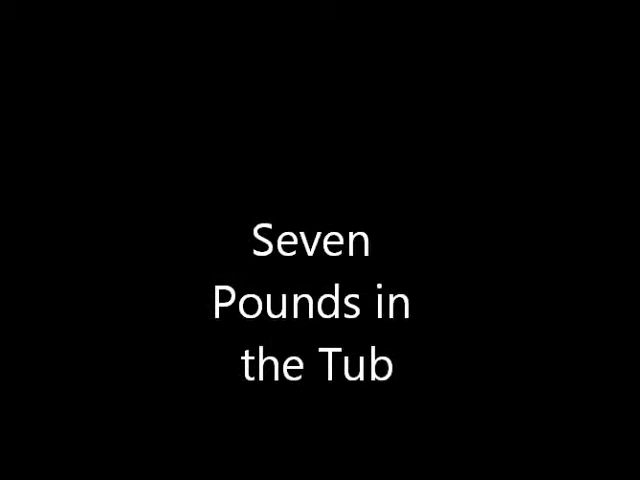 Seven
Pounds in
the Tub